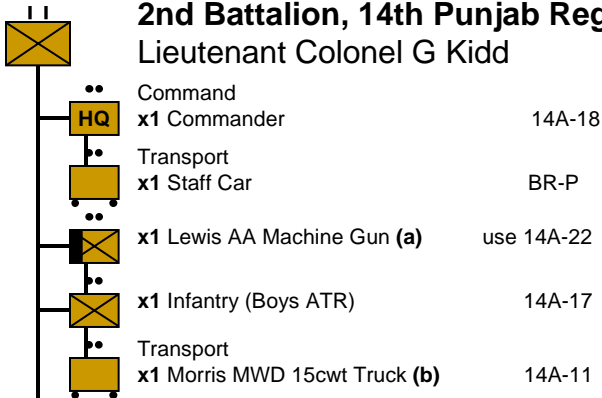 2nd Battalion, 14th Punjab
Lieutenant Colonel G Kidd
Command
HQ x1 Commander 14A-18
Transport
x1 Staff Car BR-P
x1 Lewis AA Machine Gun (a) use 14A-22
x1 Infantry (Boys ATR) 14A-17
Transport
x1 Morris MWD 15cwt Truck (b) 14A-11